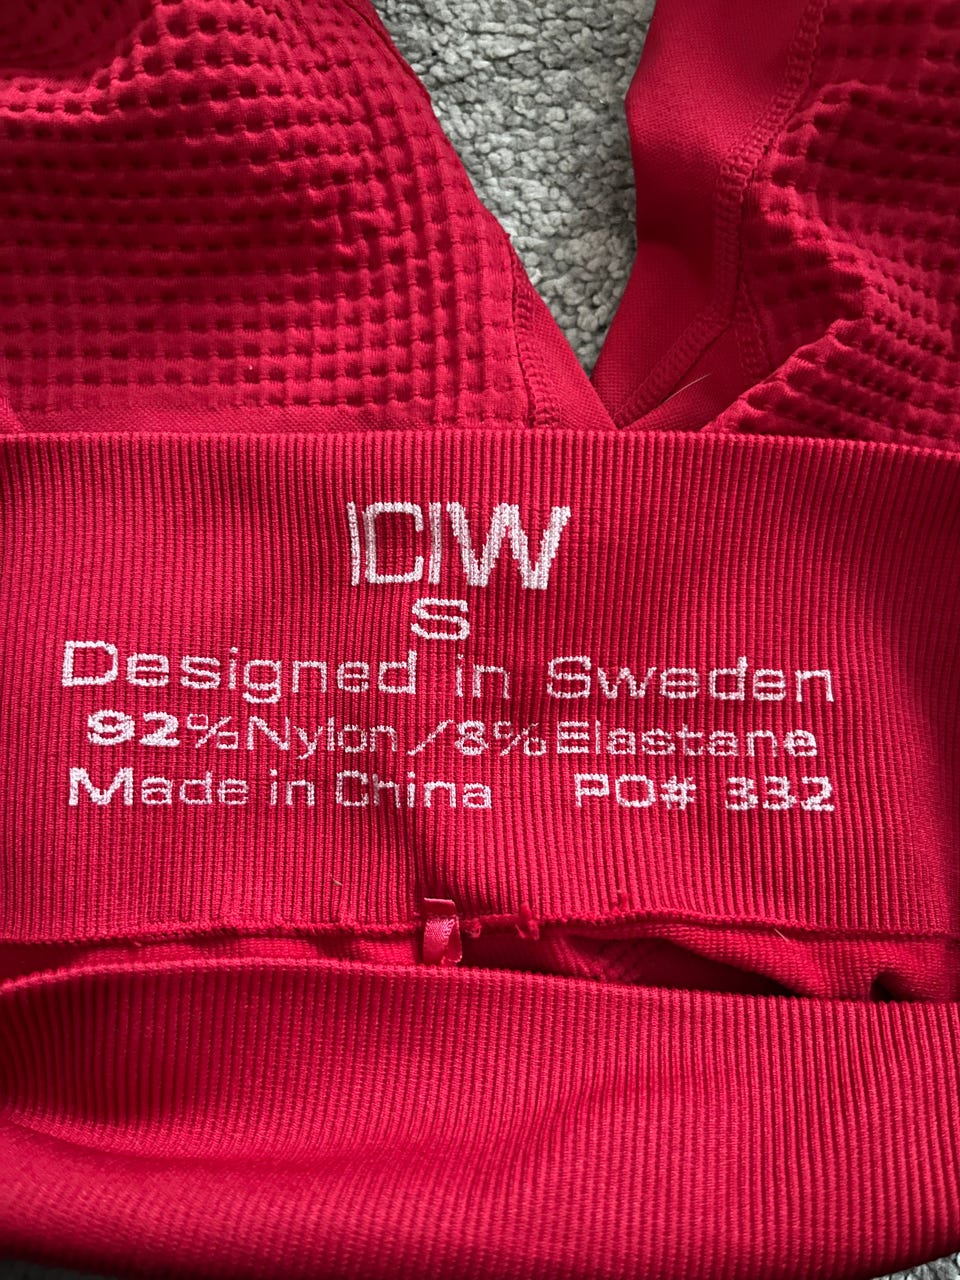 ICIW
S
Designed in Sweden
92%Nylon/8%Elastane
Made in China PO# 332